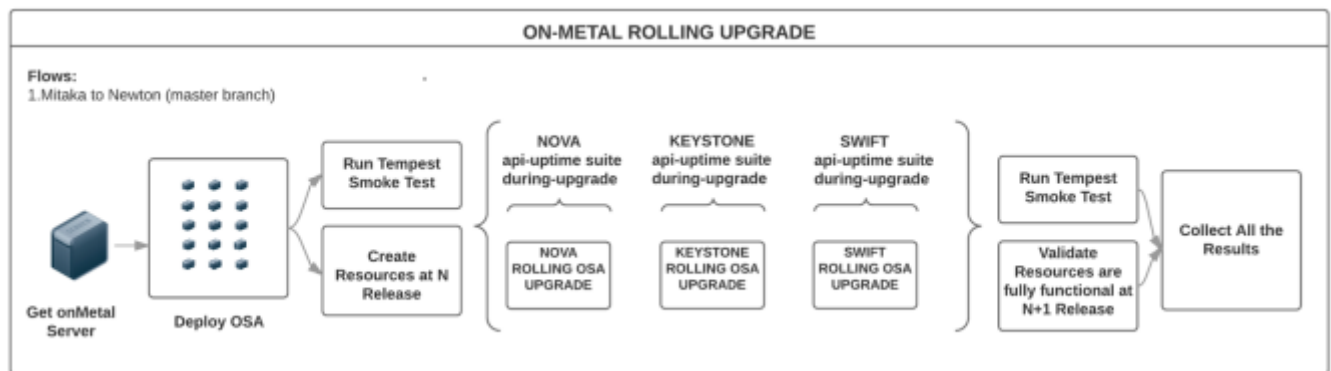 ON-METAL ROLLING UPGRADE
Flows:
1.Mitaka to Newton (master branch)
Get onMetal
Server
Deploy OSA
Run Tempest
Smoke Test
Create
Resources at N
Release
NOVA
api-uptime suite
during-upgrade
NOVA
ROLLING OSA
UPGRADE
KEYSTONE
api-uptime suite
during-upgrade
KEYSTONE
ROLLING OSA
UPGRADE
SWIFT
api-uptime suite
during-upgrade
SWIFT
ROLLING OSA
UPGRADE
Run Tempest
Smoke Test
Validate
Resources are
fully functional at
N+1 Release
Collect All the
Results